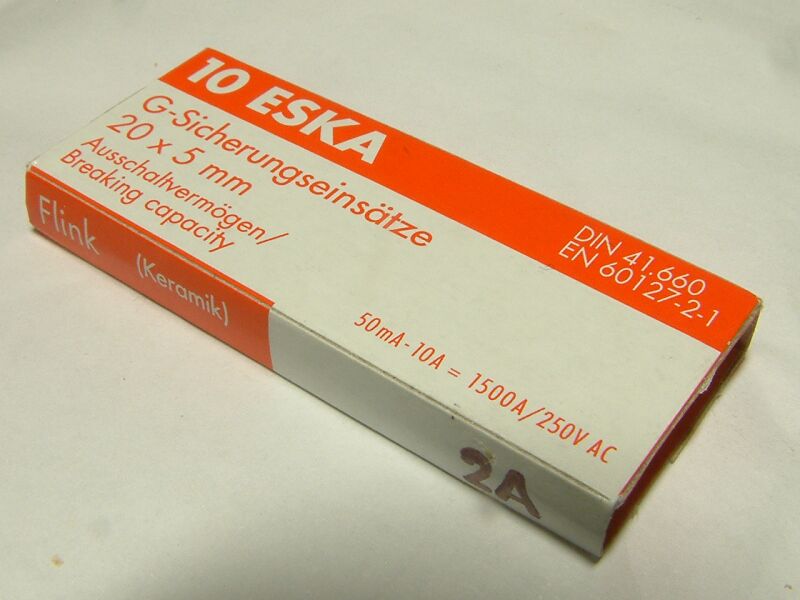 10 ESKA
G-Sicherungseinsätze
20 x 5 mm
Ausschaltvermögen/
Breaking capacity
DIN 41.660
EN 60127-2-1
50mA-10A = 1500A/250V AC
Flink (Keramik)
2A